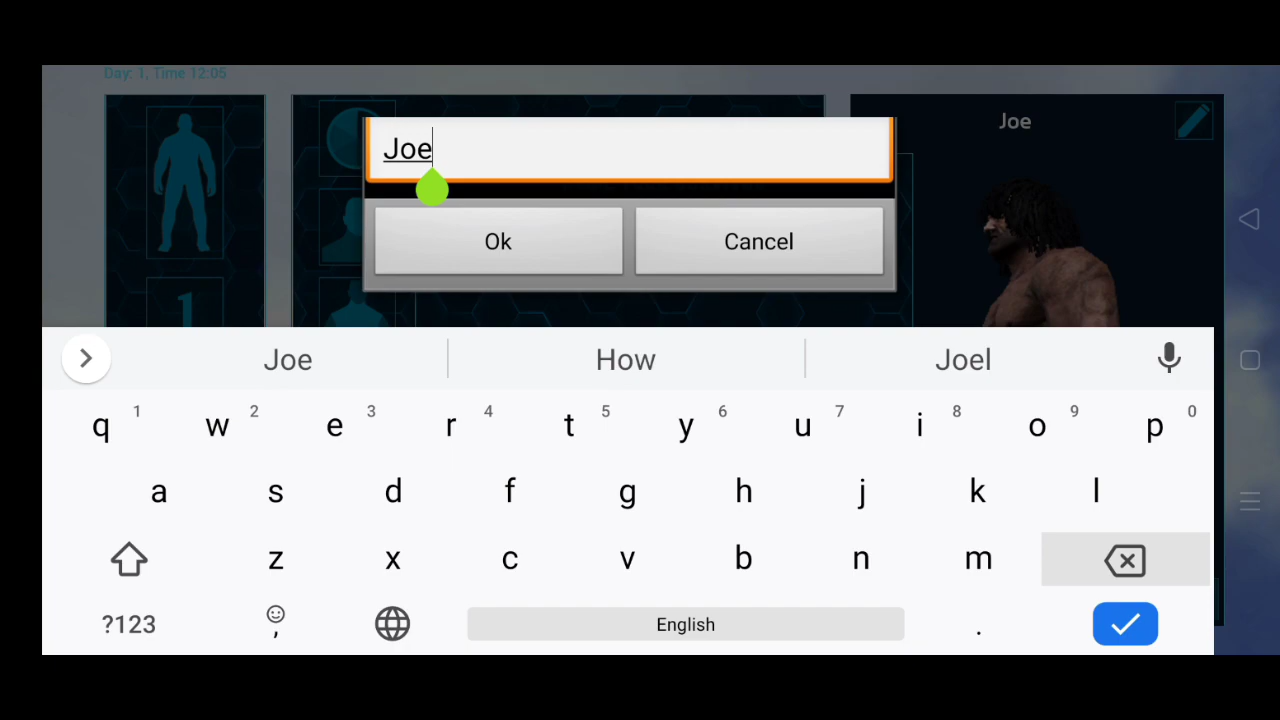 Day: 1, Time 12:05
Joe
Joe
1
Ok Cancel
Joe How Joel
q 1 w 2 e 3 r 4 t 5 y 6 u 7 i 8 o 9 p 0
a s d f g h j k l
z x c v b n m
?123 , English .